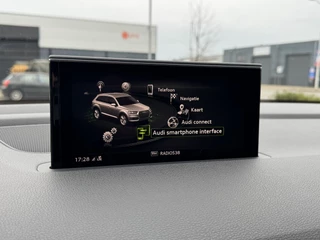 Telefoon
Navigatie
Kaart
Audi connect
Audi smartphone interface
17:28
RADIO538